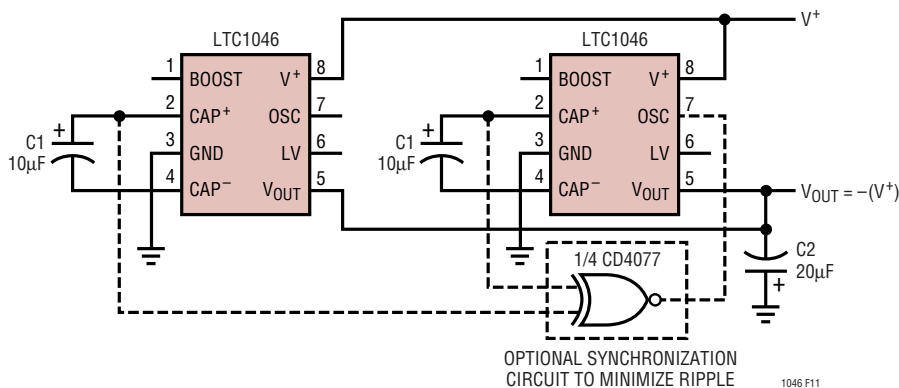 V+
LTC1046
LTC1046
1 BOOST V+ 8
2 CAP+ OSC 7
3 GND LV 6
4 CAP− VOUT 5
C1
+
10µF
1 BOOST V+ 8
2 CAP+ OSC 7
3 GND LV 6
4 CAP− VOUT 5
C1
+
10µF
VOUT = −(V+)
C2
20µF
+
1/4 CD4077
OPTIONAL SYNCHRONIZATION
CIRCUIT TO MINIMIZE RIPPLE
1046 F11